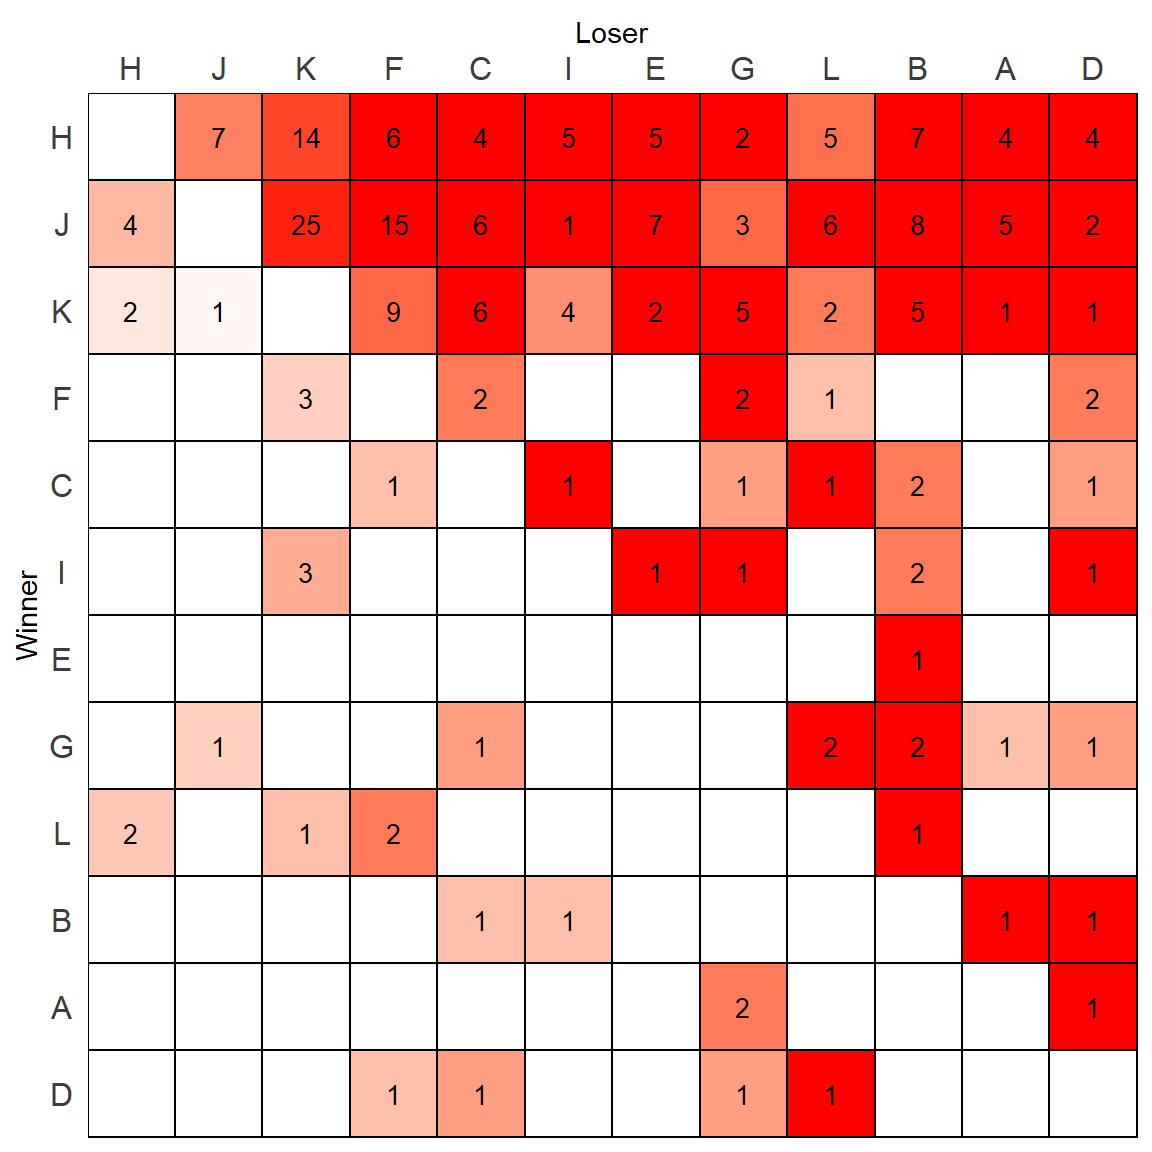 Loser
H J K F C I E G L B A D
H 7 14 6 4 5 5 2 5 7 4 4
J 4 25 15 6 1 7 3 6 8 5 2
K 2 1 9 6 4 2 5 2 5 1 1
F 3 2 2 1 2
C 1 1 1 1 2 1
I 3 1 1 2 1
Winner
E 1
G 1 1 2 2 1 1
L 2 1 2 1
B 1 1 1 1
A 2 1
D 1 1 1 1